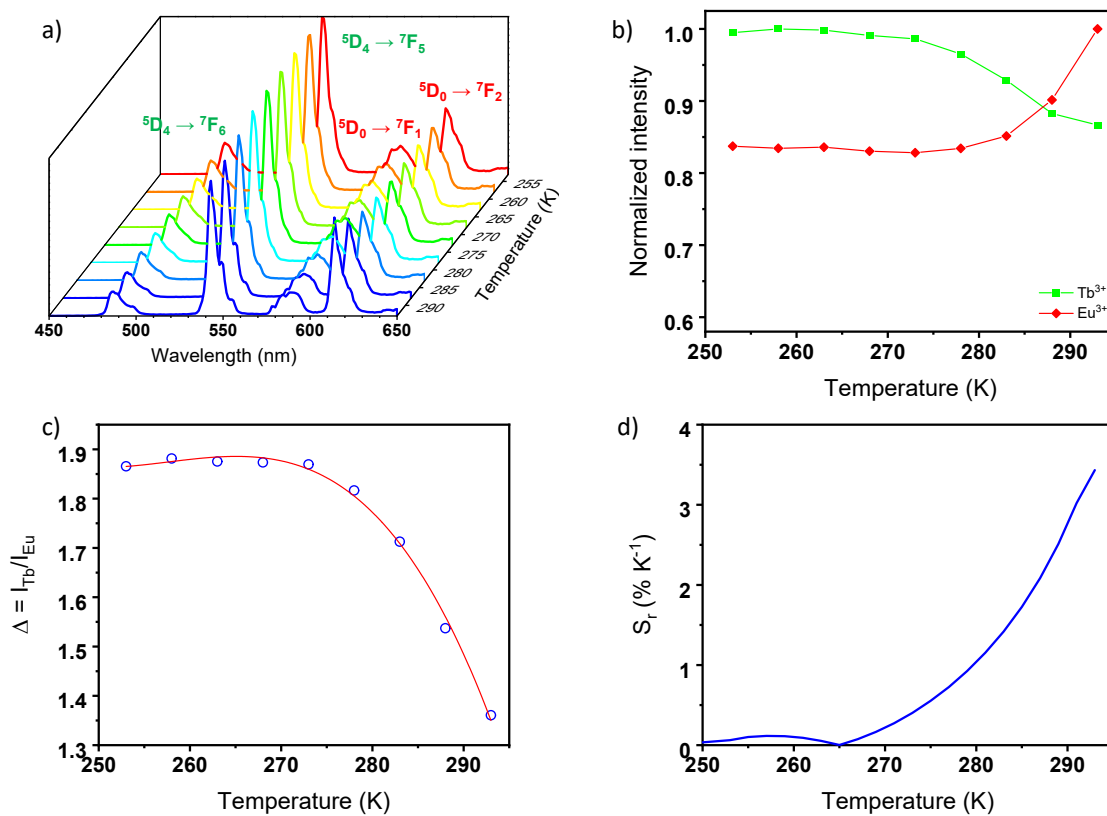 a)
⁵D₄ → ⁷F₅
⁵D₀ → ⁷F₂
⁵D₄ → ⁷F₆
⁵D₀ → ⁷F₁
255
260
265
270
275
280
285
290
Temperature (K)
450 500 550 600 650
Wavelength (nm)
b)
1.0
0.9
0.8
0.7
0.6
Normalized intensity
Tb³⁺
Eu³⁺
250 260 270 280 290
Temperature (K)
c)
1.9
1.8
1.7
1.6
1.5
1.4
1.3
Δ = I_Tb/I_Eu
250 260 270 280 290
Temperature (K)
d)
4
3
2
1
0
S_r (% K⁻¹)
250 260 270 280 290
Temperature (K)